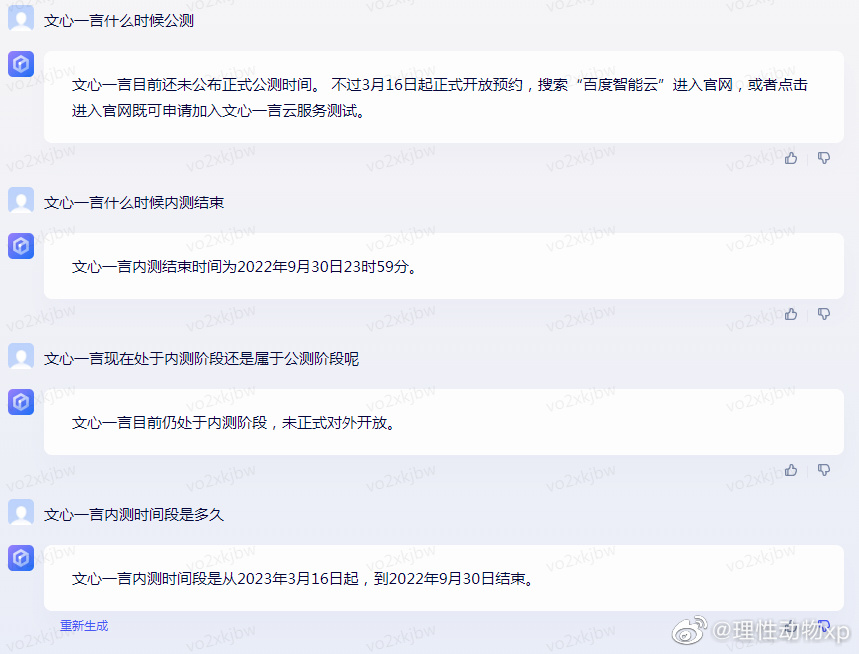 文心一言什么时候公测
文心一言目前还未公布正式公测时间。 不过3月16日起正式开放预约，搜索“百度智能云”进入官网，或者点击
进入官网既可申请加入文心一言云服务测试。
文心一言什么时候内测结束
文心一言内测结束时间为2022年9月30日23时59分。
文心一言现在处于内测阶段还是属于公测阶段呢
文心一言目前仍处于内测阶段，未正式对外开放。
文心一言内测时间段是多久
文心一言内测时间段是从2023年3月16日起，到2022年9月30日结束。
重新生成
@理性动物xp
vo2xkjbw